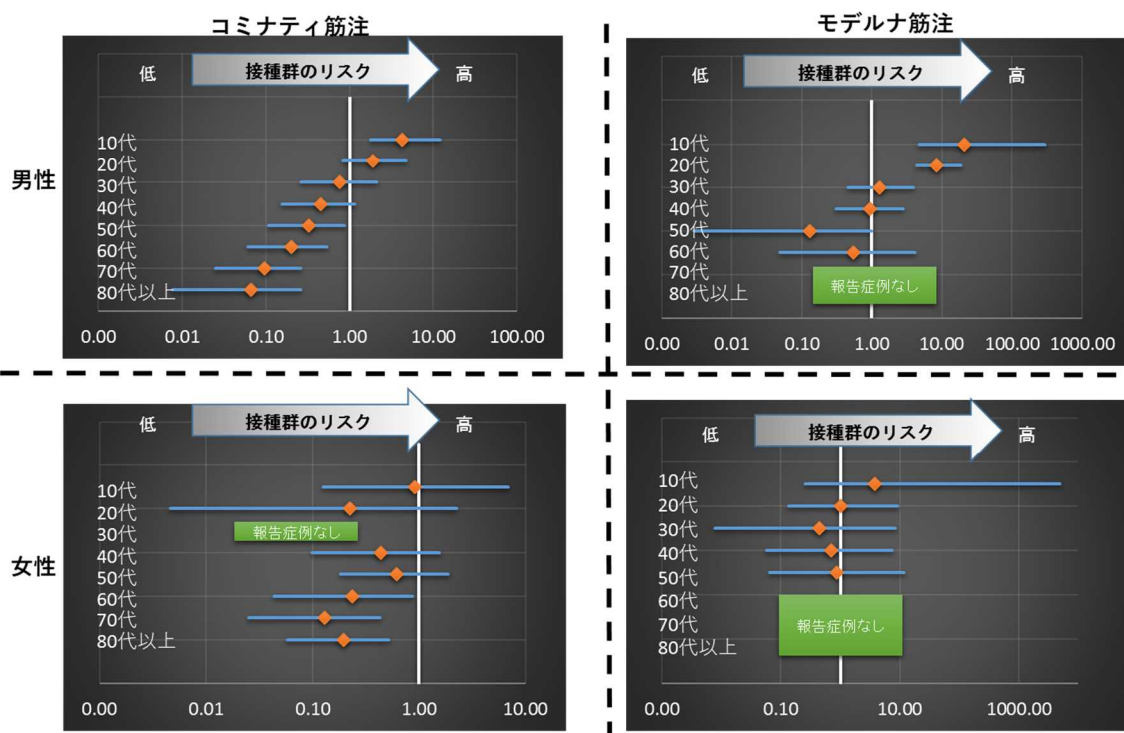 コミナティ筋注
モデルナ筋注
男性
低 接種群のリスク 高
10代
20代
30代
40代
50代
60代
70代
80代以上
0.00 0.01 0.10 1.00 10.00 100.00
低 接種群のリスク 高
10代
20代
30代
40代
50代
60代
70代
80代以上
報告症例なし
0.00 0.01 0.10 1.00 10.00 100.00 1000.00
女性
低 接種群のリスク 高
10代
20代
30代
報告症例なし
40代
50代
60代
70代
80代以上
0.00 0.01 0.10 1.00 10.00
低 接種群のリスク 高
10代
20代
30代
40代
50代
60代
70代
80代以上
報告症例なし
0.00 0.10 10.00 1000.00